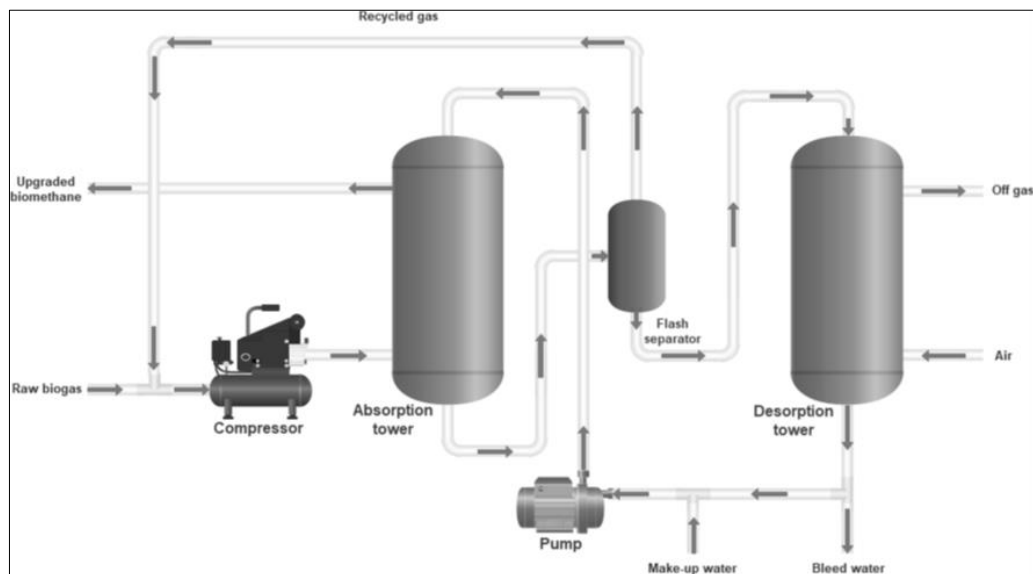 Recycled gas
Upgraded
biomethane
Off gas
Flash
separator
Air
Raw biogas
Absorption
tower
Desorption
tower
Compressor
Pump
Make-up water
Bleed water